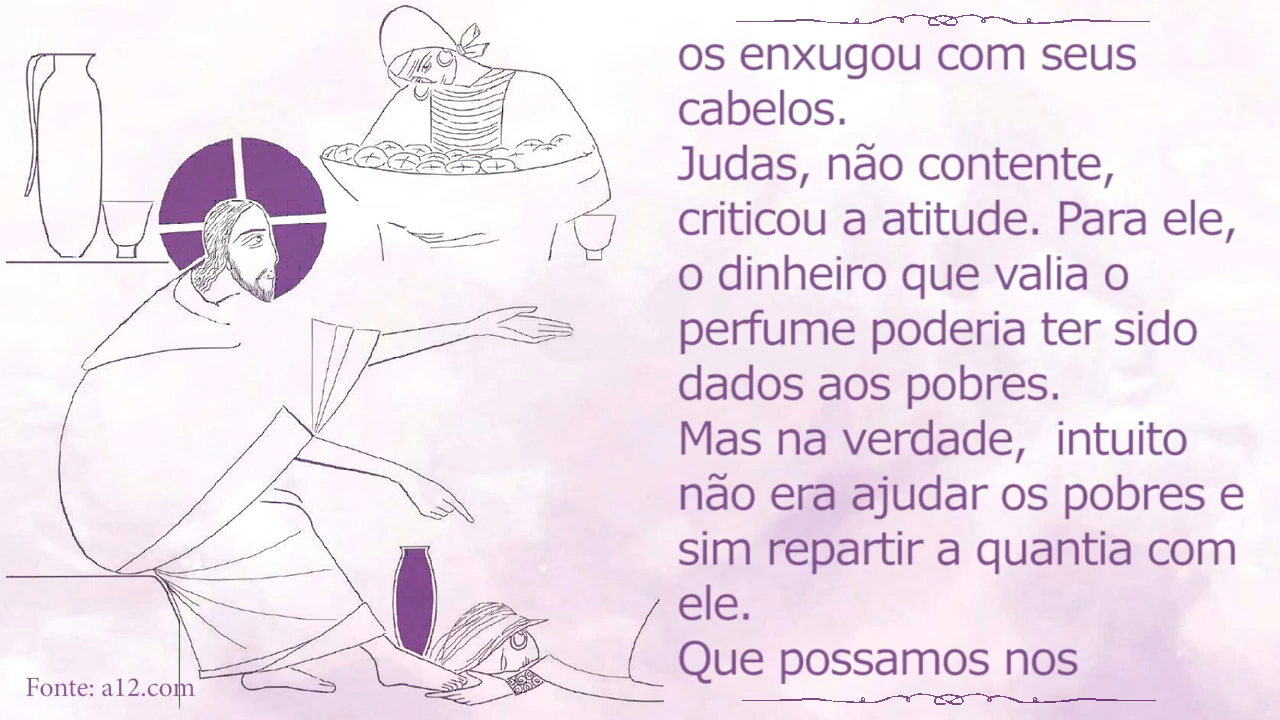 os enxugou com seus
cabelos.
Judas, não contente,
criticou a atitude. Para ele,
o dinheiro que valia o
perfume poderia ter sido
dados aos pobres.
Mas na verdade,  intuito
não era ajudar os pobres e
sim repartir a quantia com
ele.
Que possamos nos
Fonte: a12.com